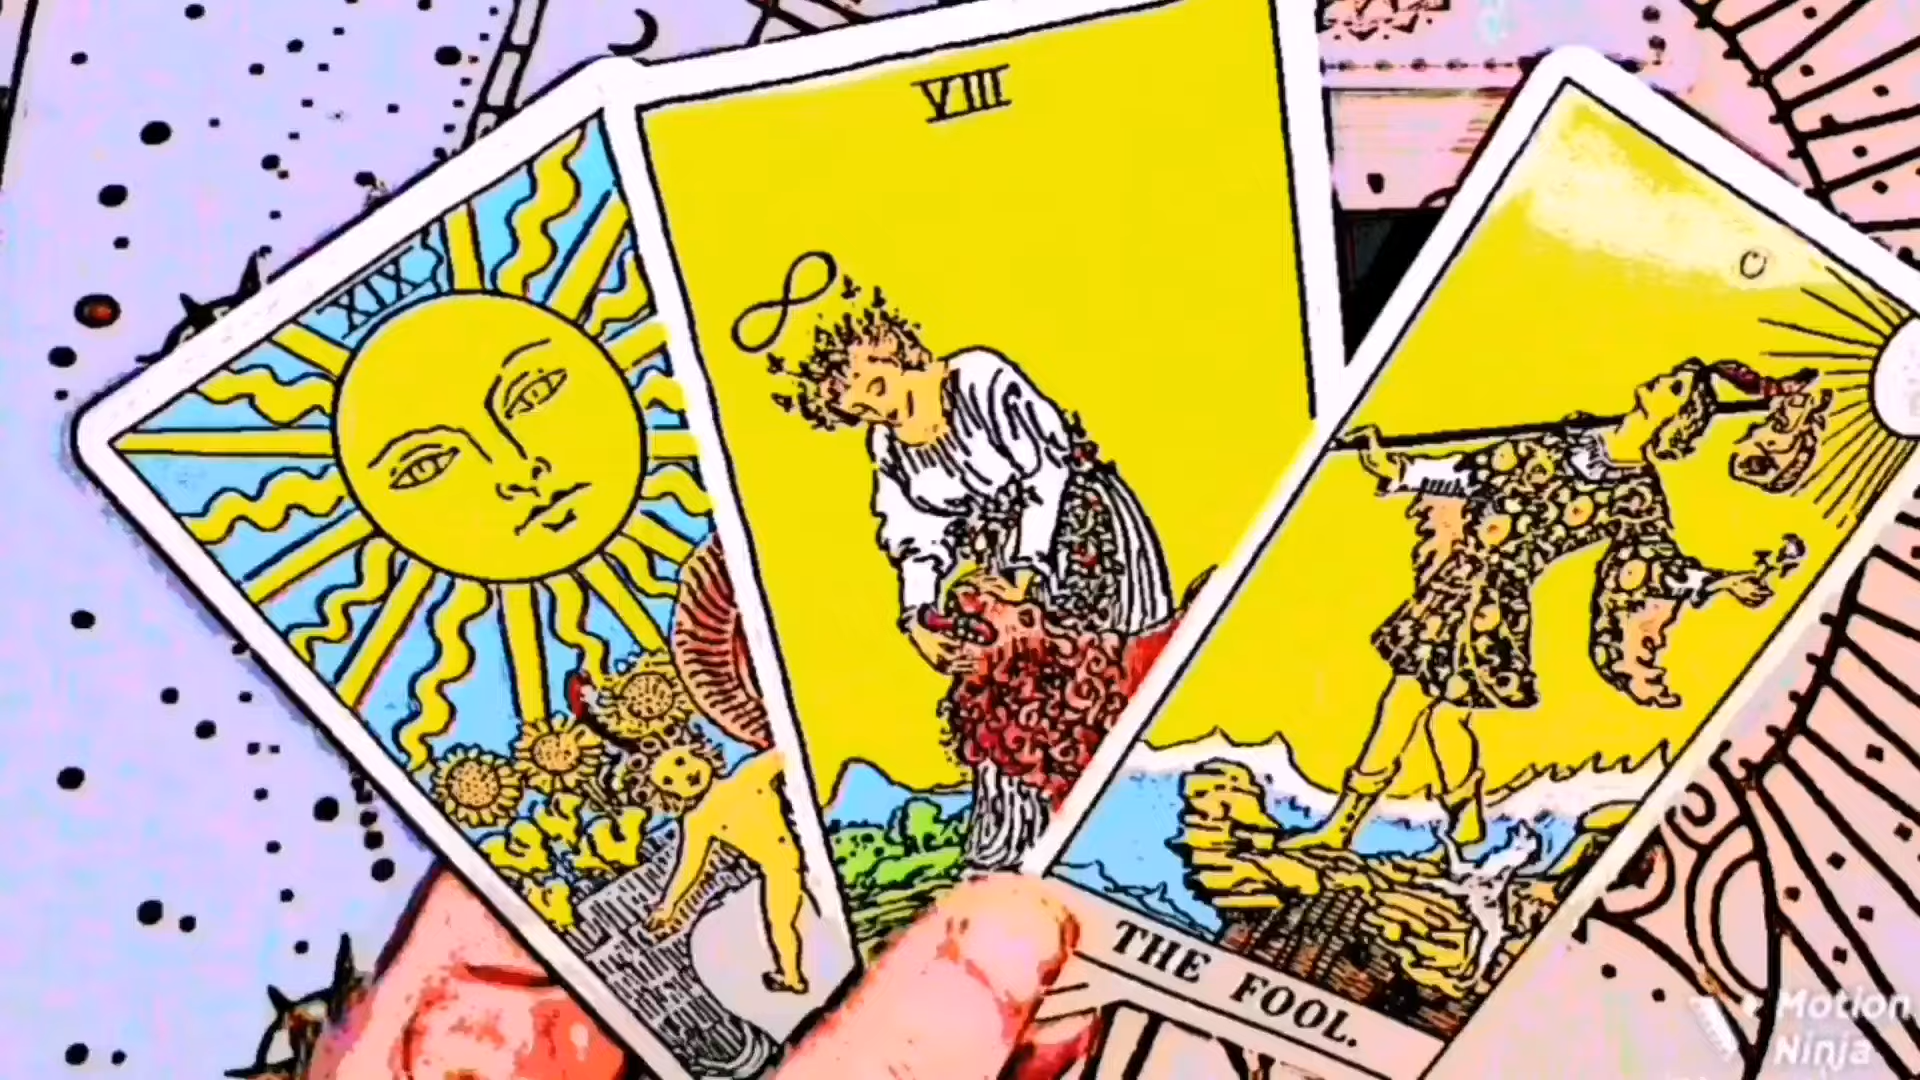 XIX
VIII
O
THE FOOL.
Motion
Ninja